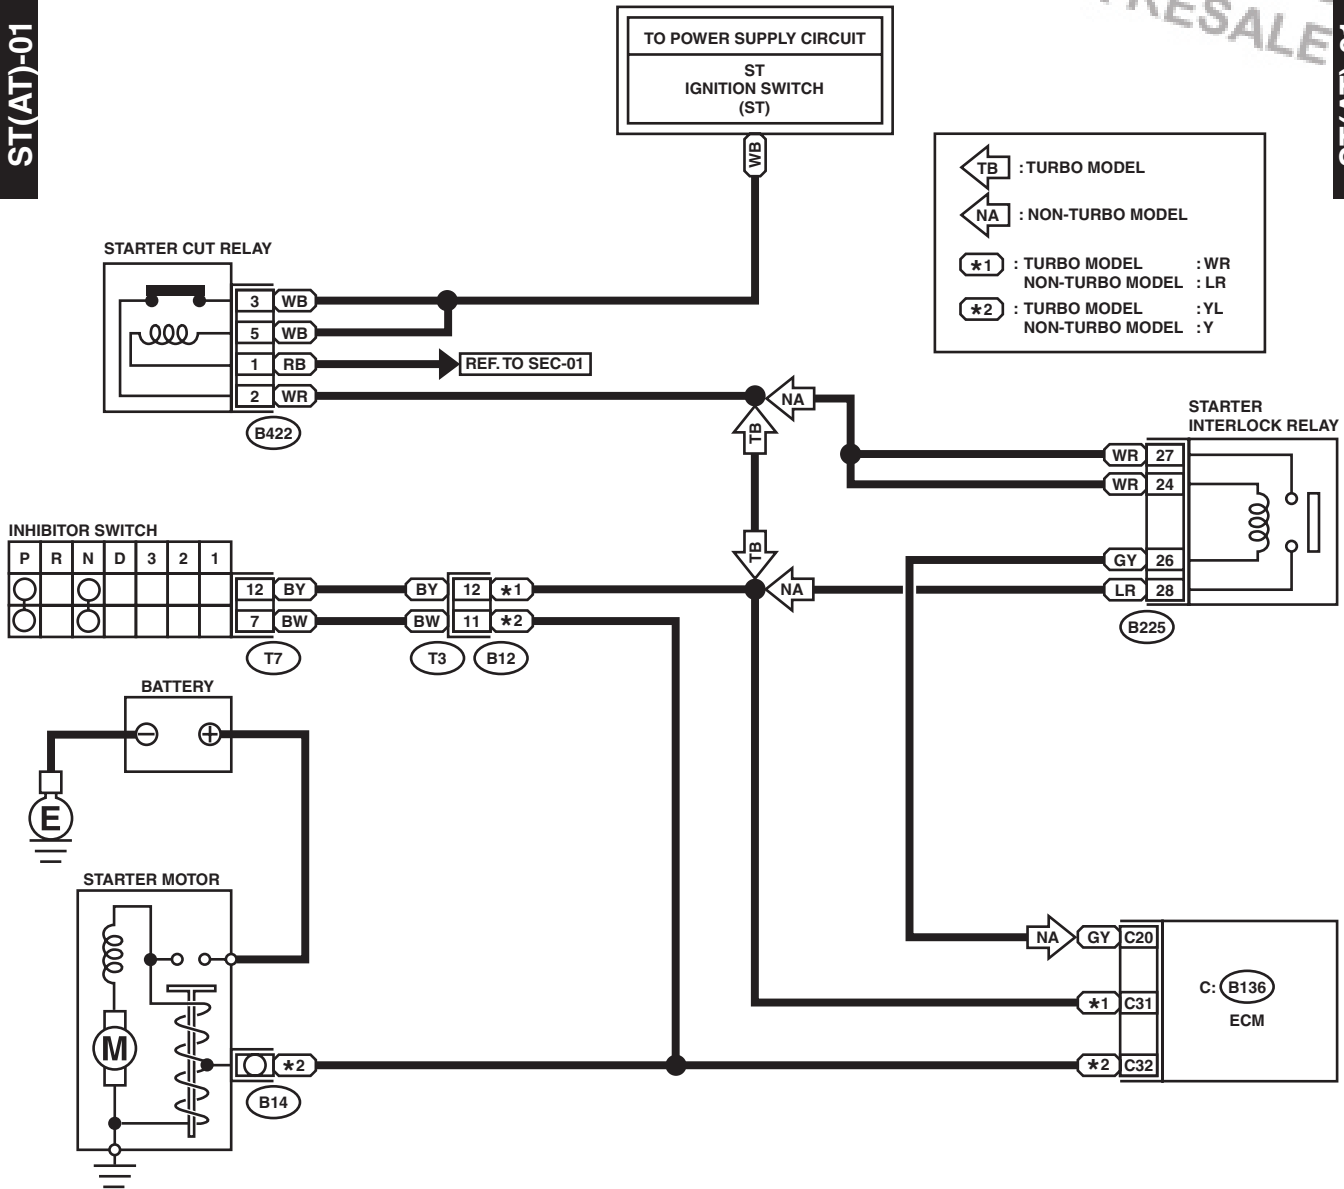 ST(AT)-01
RESALE
TO POWER SUPPLY CIRCUIT
ST
IGNITION SWITCH
(ST)
WB
TB : TURBO MODEL
NA : NON-TURBO MODEL
*1 : TURBO MODEL : WR
NON-TURBO MODEL : LR
*2 : TURBO MODEL : YL
NON-TURBO MODEL : Y
STARTER CUT RELAY
3 WB
5 WB
1 RB
REF. TO SEC-01
2 WR
B422
NA
TB
TB
NA
STARTER
INTERLOCK RELAY
WR 27
WR 24
GY 26
LR 28
B225
INHIBITOR SWITCH
P R N D 3 2 1
12 BY BY 12 *1
7 BW BW 11 *2
T7 T3 B12
BATTERY
− +
E
STARTER MOTOR
M
*2
B14
NA GY C20
*1 C31
*2 C32
C: B136
ECM